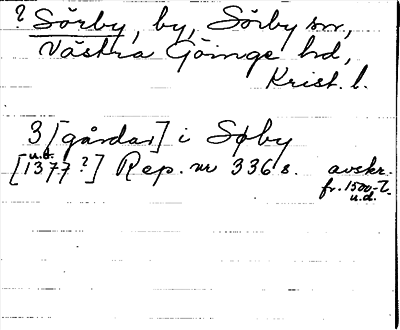 ? Sörby, by, Sörby sn,
Västra Göinge hd,
Krist. l.
3 [gårdar] i Søby
u.d.
[1377?] Rep. nr 336 s. avskr.
fr. 1500-t.
u.d.